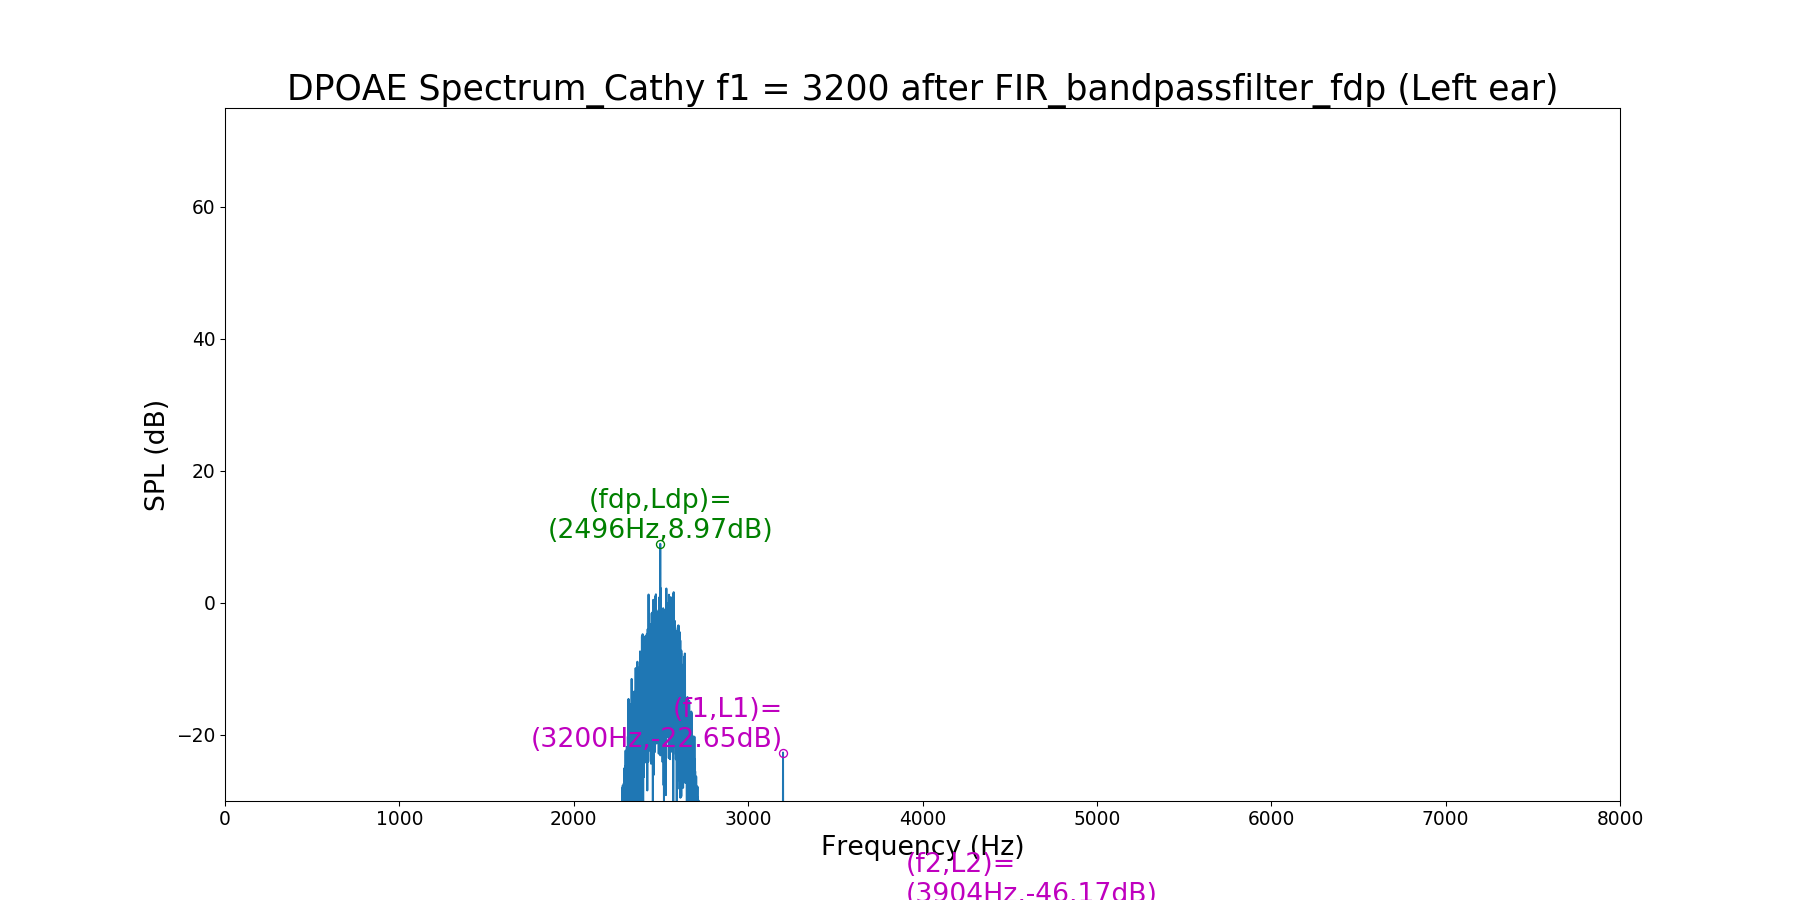 DPOAE Spectrum_Cathy f1 = 3200 after FIR_bandpassfilter_fdp (Left ear)
60
40
20
0
−20
SPL (dB)
(fdp,Ldp)=
(2496Hz,8.97dB)
(f1,L1)=
(3200Hz,-22.65dB)
0 1000 2000 3000 4000 5000 6000 7000 8000
Frequency (Hz)
(f2,L2)=
(3904Hz,-46.17dB)